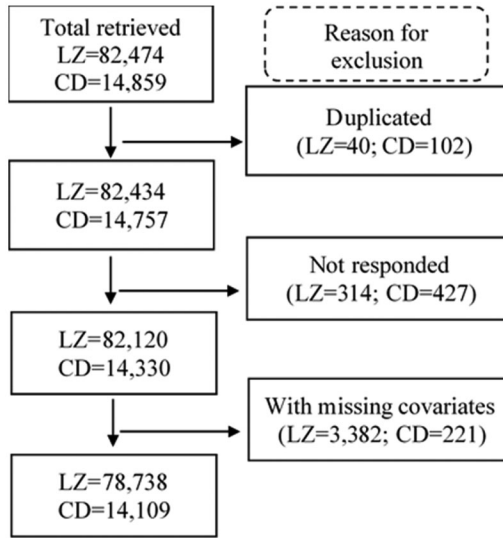 Total retrieved
LZ=82,474
CD=14,859
Reason for
exclusion
Duplicated
(LZ=40; CD=102)
LZ=82,434
CD=14,757
Not responded
(LZ=314; CD=427)
LZ=82,120
CD=14,330
With missing covariates
(LZ=3,382; CD=221)
LZ=78,738
CD=14,109